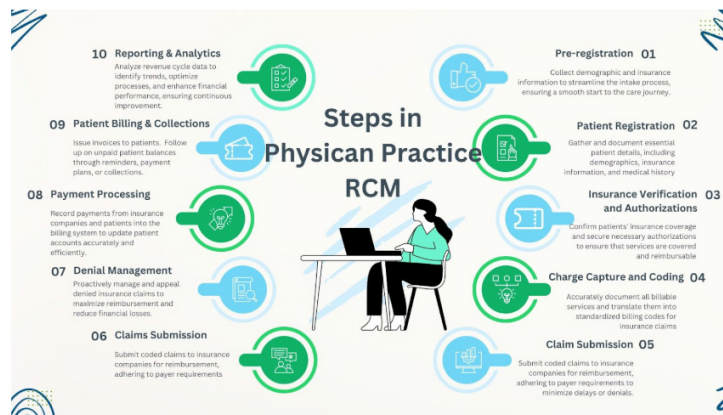 Steps in
Physican Practice
RCM
Pre-registration 01
Collect demographic and insurance
information to streamline the intake process,
ensuring a smooth start to the care journey.
Patient Registration 02
Gather and document essential
patient details, including
demographics, insurance
information, and medical history
Insurance Verification 03
and Authorizations
Confirm patients' insurance coverage
and secure necessary authorizations
to ensure that services are covered
and reimbursable
Charge Capture and Coding 04
Accurately document all billable
services and translate them into
standardized billing codes for
insurance claims
Claim Submission 05
Submit coded claims to insurance
companies for reimbursement,
adhering to payer requirements to
minimize delays or denials.
06 Claims Submission
Submit coded claims to insurance
companies for reimbursement,
adhering to payer requirements
07 Denial Management
Proactively manage and appeal
denied insurance claims to
maximize reimbursement and
reduce financial losses.
08 Payment Processing
Record payments from insurance
companies and patients into the
billing system to update patient
accounts accurately and
efficiently.
09 Patient Billing & Collections
Issue invoices to patients. Follow
up on unpaid patient balances
through reminders, payment
plans, or collections.
10 Reporting & Analytics
Analyze revenue cycle data to
identify trends, optimize
processes, and enhance financial
performance, ensuring continuous
improvement.